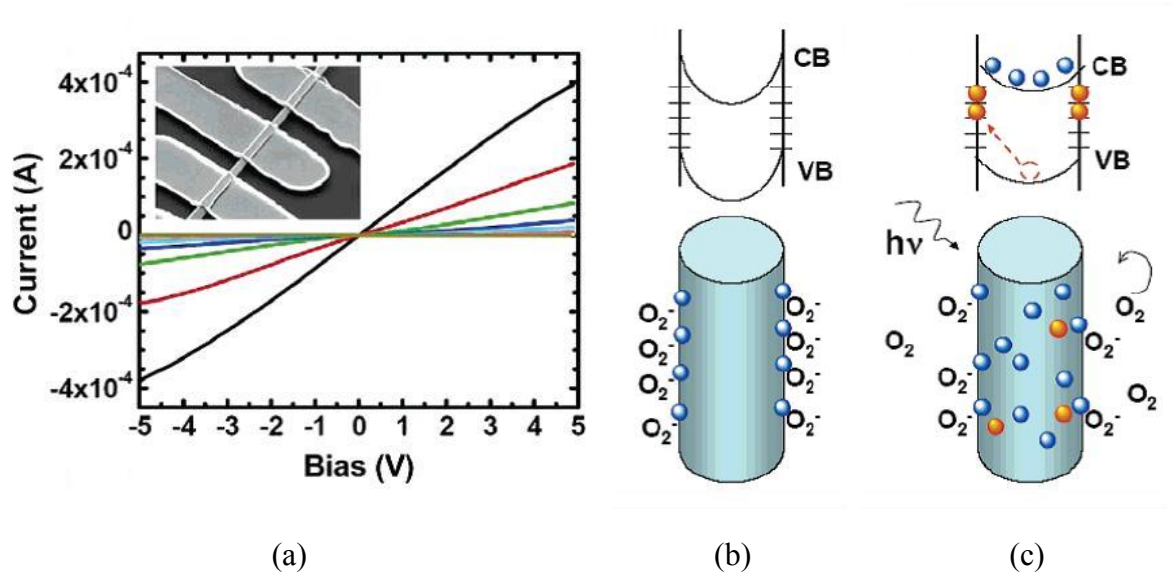 4x10⁻⁴
2x10⁻⁴
0
-2x10⁻⁴
-4x10⁻⁴
Current (A)
-5 -4 -3 -2 -1 0 1 2 3 4 5
Bias (V)
CB
VB
O₂⁻ O₂⁻
O₂⁻ O₂⁻
O₂⁻ O₂⁻
O₂⁻ O₂⁻
CB
VB
hν
O₂⁻ O₂
O₂ O₂⁻
O₂⁻ O₂
O₂⁻ O₂⁻
(a) (b) (c)